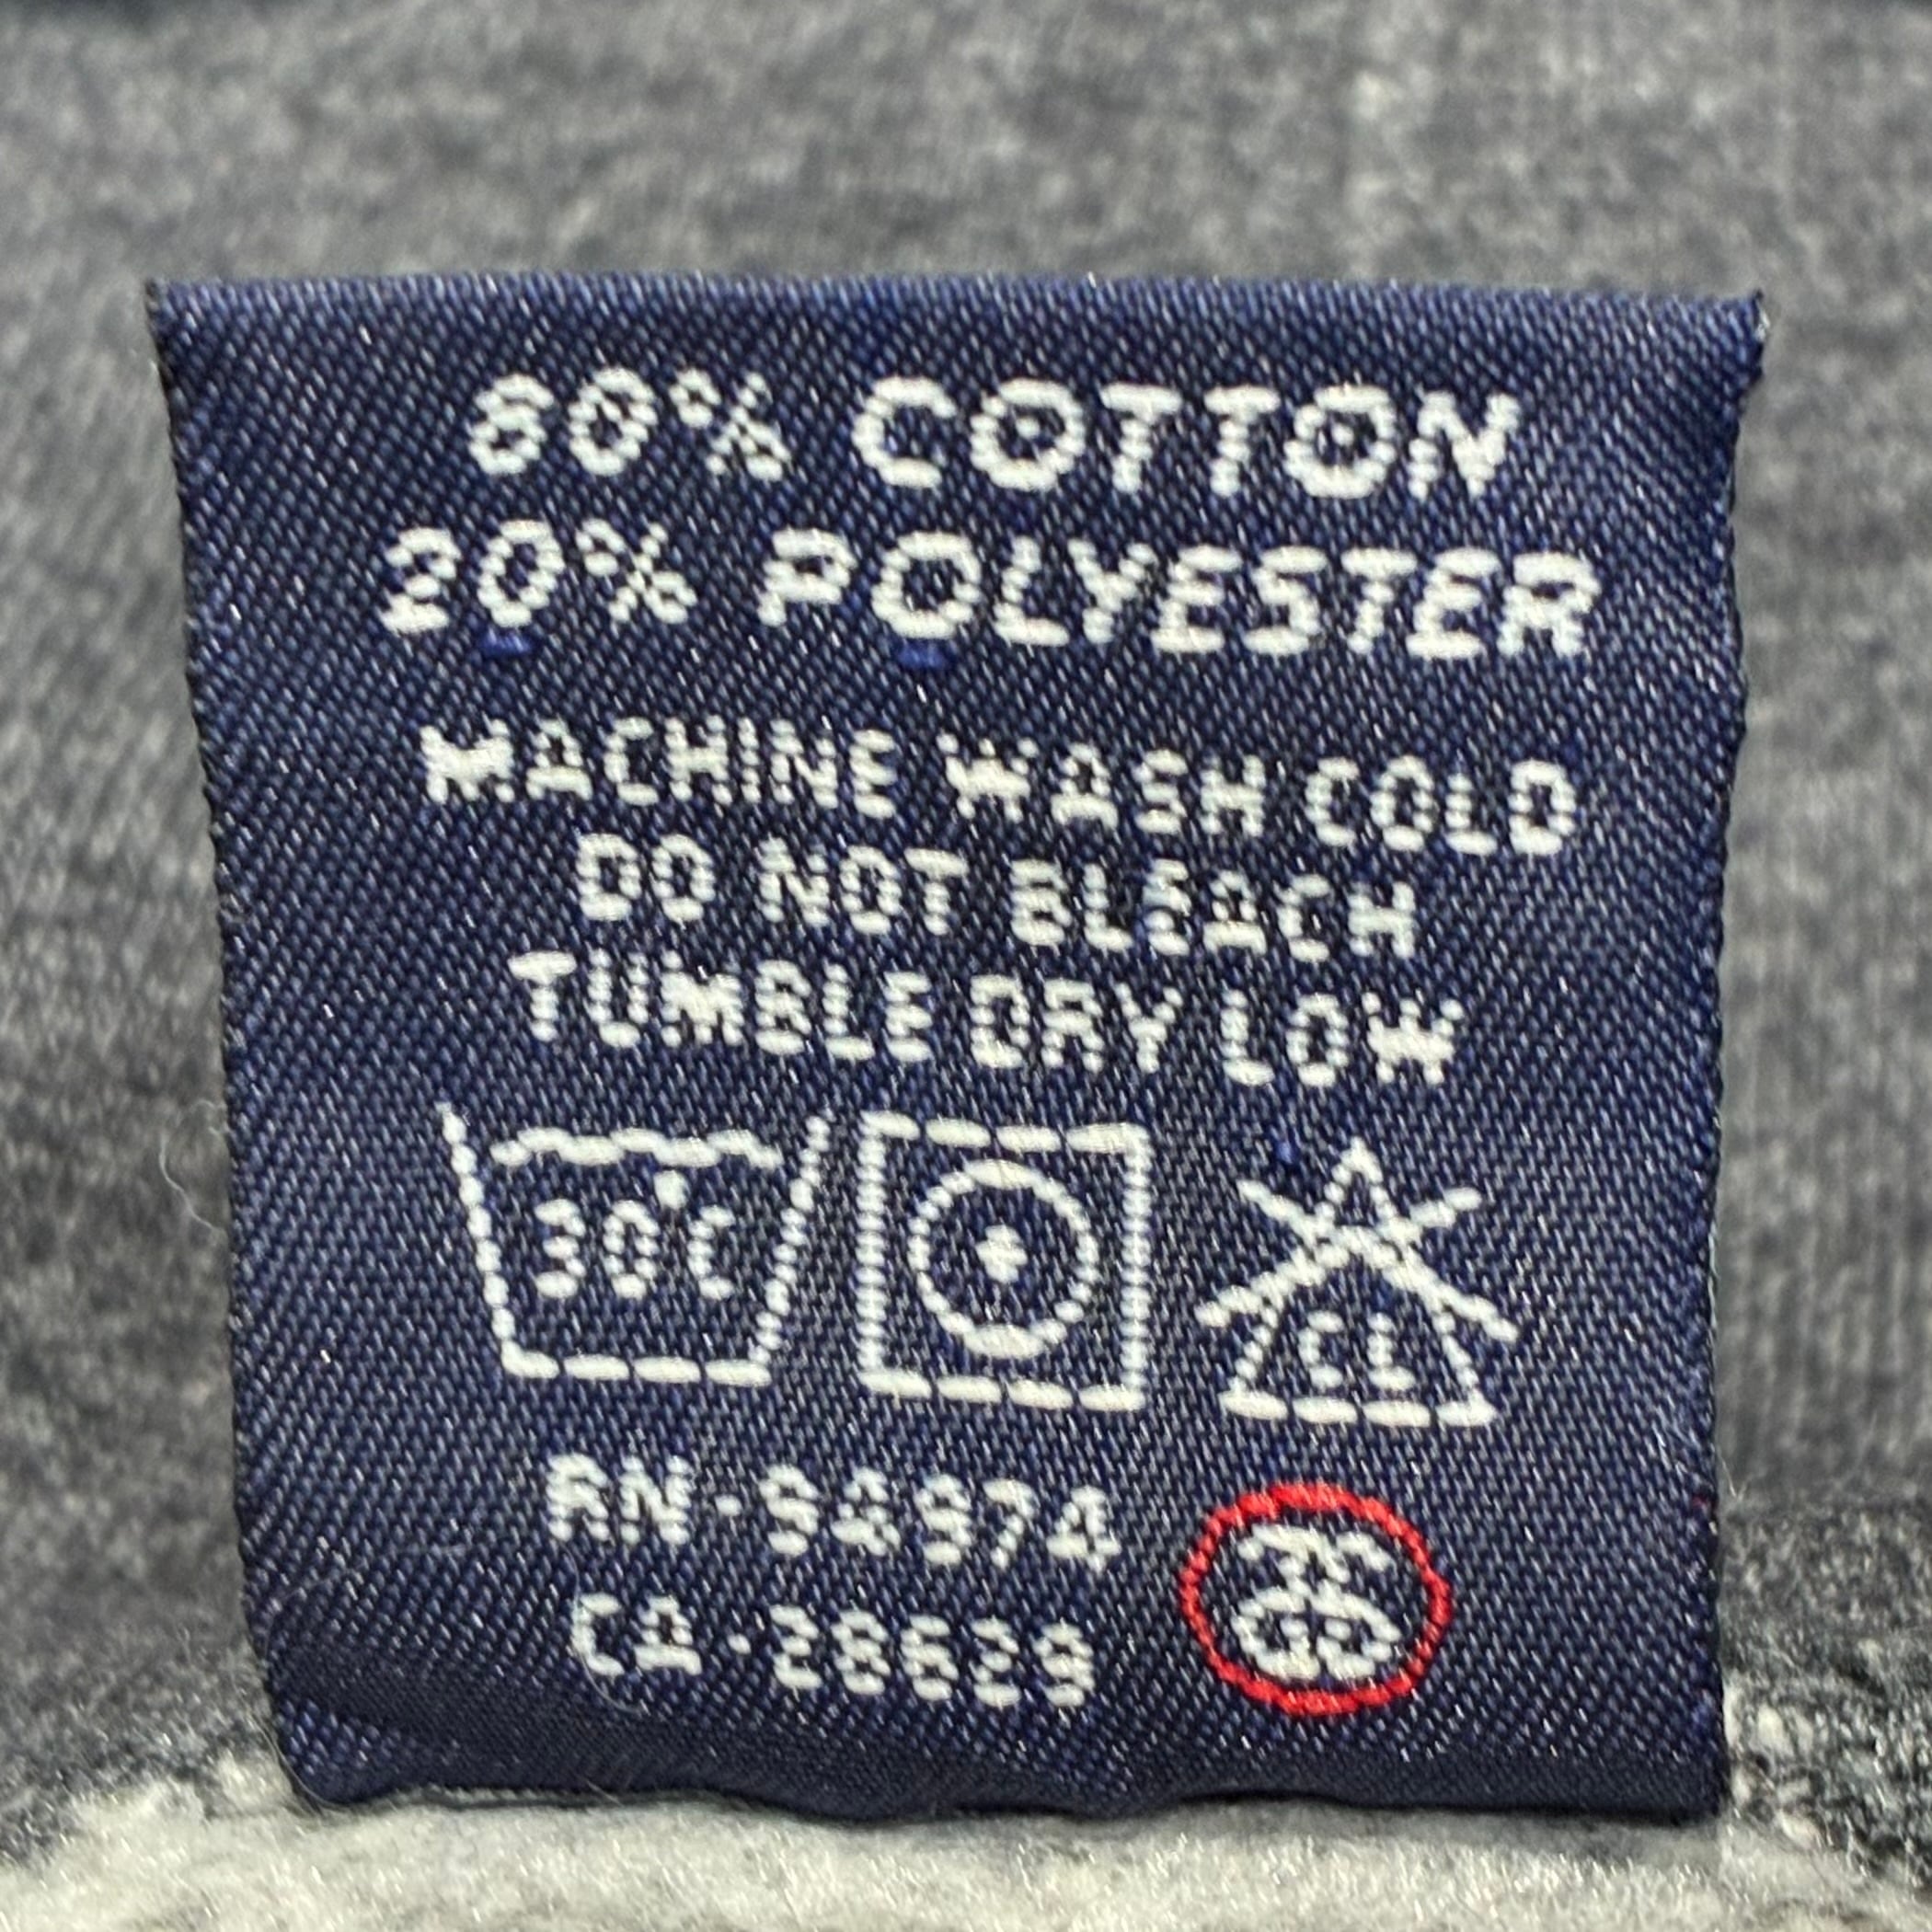 80% COTTON
20% POLYESTER
MACHINE WASH COLD
DO NOT BLEACH
TUMBLE DRY LOW
30°C
CL
RN·94974
CA·28629